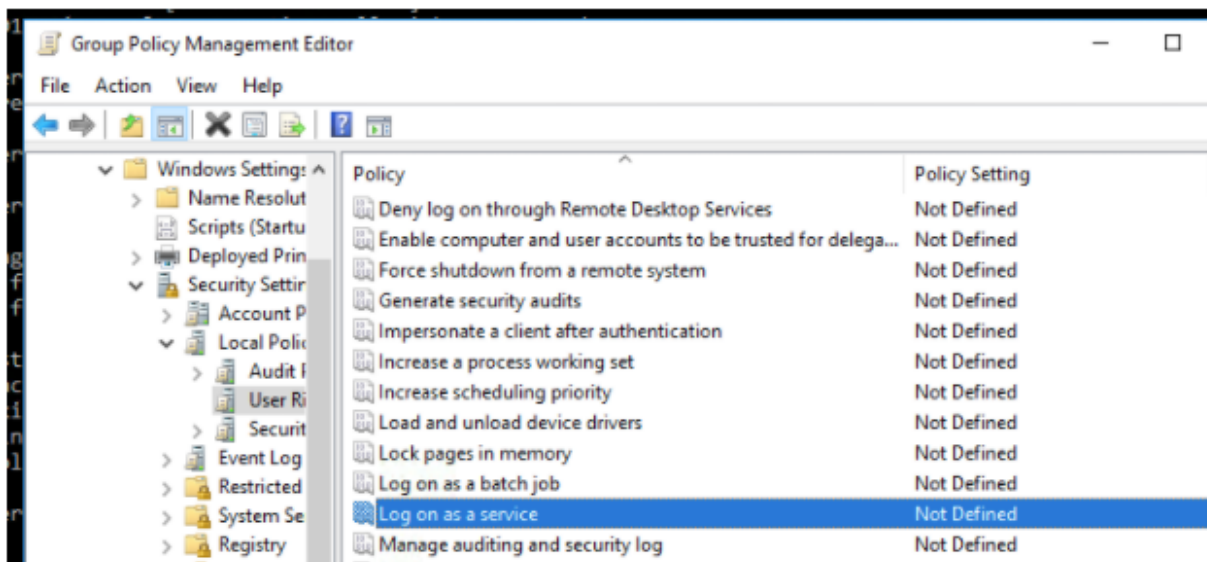 Group Policy Management Editor
File Action View Help
Windows Settings
Name Resolut
Scripts (Startu
Deployed Prin
Security Settin
Account P
Local Polic
Audit P
User Ri
Securit
Event Log
Restricted
System Se
Registry
Policy Policy Setting
Deny log on through Remote Desktop Services Not Defined
Enable computer and user accounts to be trusted for delega... Not Defined
Force shutdown from a remote system Not Defined
Generate security audits Not Defined
Impersonate a client after authentication Not Defined
Increase a process working set Not Defined
Increase scheduling priority Not Defined
Load and unload device drivers Not Defined
Lock pages in memory Not Defined
Log on as a batch job Not Defined
Log on as a service Not Defined
Manage auditing and security log Not Defined